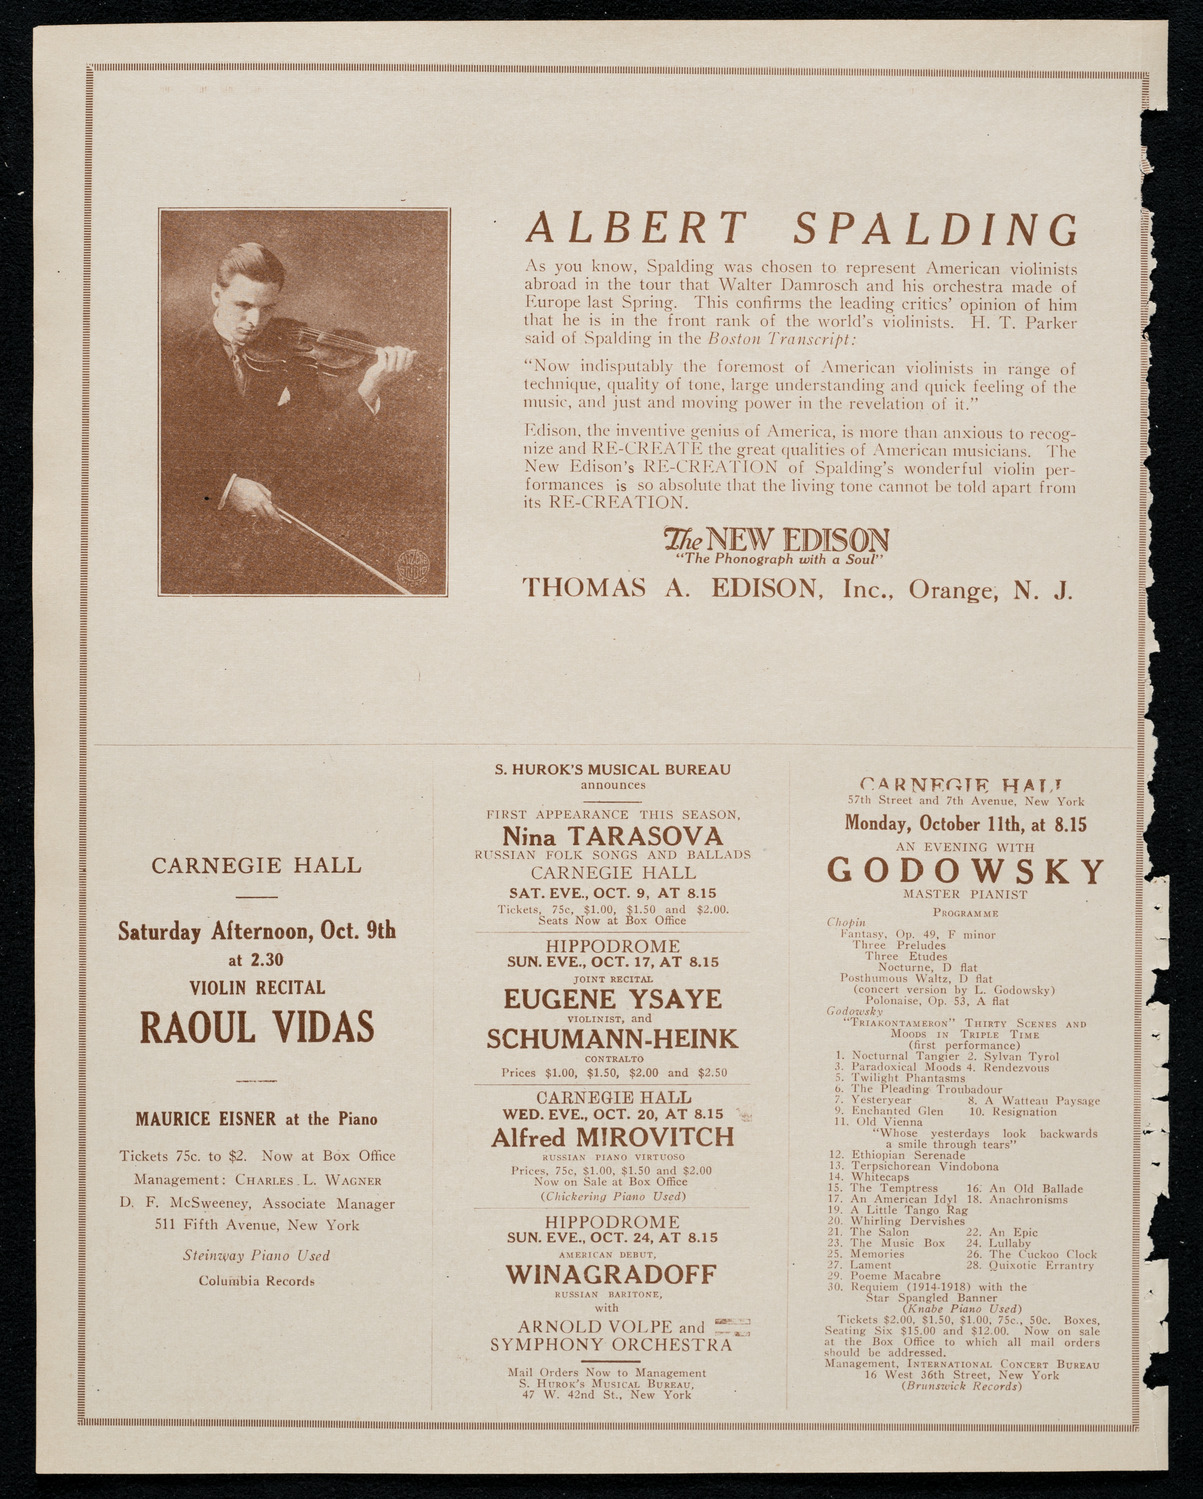 ALBERT SPALDING
As you know, Spalding was chosen to represent American violinists
abroad in the tour that Walter Damrosch and his orchestra made of
Europe last Spring. This confirms the leading critics' opinion of him
that he is in the front rank of the world's violinists. H. T. Parker
said of Spalding in the Boston Transcript:
"Now indisputably the foremost of American violinists in range of
technique, quality of tone, large understanding and quick feeling of the
music, and just and moving power in the revelation of it."
Edison, the inventive genius of America, is more than anxious to recog-
nize and RE-CREATE the great qualities of American musicians. The
New Edison's RE-CREATION of Spalding's wonderful violin per-
formances is so absolute that the living tone cannot be told apart from
its RE-CREATION.
The NEW EDISON
"The Phonograph with a Soul"
THOMAS A. EDISON, Inc., Orange, N. J.
CARNEGIE HALL
Saturday Afternoon, Oct. 9th
at 2.30
VIOLIN RECITAL
RAOUL VIDAS
MAURICE EISNER at the Piano
Tickets 75c. to $2. Now at Box Office
Management: CHARLES L. WAGNER
D. F. McSweeney, Associate Manager
511 Fifth Avenue, New York
Steinway Piano Used
Columbia Records
S. HUROK'S MUSICAL BUREAU
announces
FIRST APPEARANCE THIS SEASON,
Nina TARASOVA
RUSSIAN FOLK SONGS AND BALLADS
CARNEGIE HALL
SAT. EVE., OCT. 9, AT 8.15
Tickets, 75c, $1.00, $1.50 and $2.00.
Seats Now at Box Office
HIPPODROME
SUN. EVE., OCT. 17, AT 8.15
JOINT RECITAL
EUGENE YSAYE
VIOLINIST, and
SCHUMANN-HEINK
CONTRALTO
Prices $1.00, $1.50, $2.00 and $2.50
CARNEGIE HALL
WED. EVE., OCT. 20, AT 8.15
Alfred MIROVITCH
RUSSIAN PIANO VIRTUOSO
Prices, 75c, $1.00, $1.50 and $2.00
Now on Sale at Box Office
(Chickering Piano Used)
HIPPODROME
SUN. EVE., OCT. 24, AT 8.15
AMERICAN DEBUT,
WINAGRADOFF
RUSSIAN BARITONE,
with
ARNOLD VOLPE and
SYMPHONY ORCHESTRA
Mail Orders Now to Management
S. HUROK'S MUSICAL BUREAU,
47 W. 42nd St., New York
CARNEGIE HALL
57th Street and 7th Avenue, New York
Monday, October 11th, at 8.15
AN EVENING WITH
GODOWSKY
MASTER PIANIST
PROGRAMME
Chopin
Fantasy, Op. 49, F minor
Three Preludes
Three Etudes
Nocturne, D flat
Posthumous Waltz, D flat
(concert version by L. Godowsky)
Polonaise, Op. 53, A flat
Godowsky
"TRIAKONTAMERON" THIRTY SCENES AND
MOODS IN TRIPLE TIME
(first performance)
1. Nocturnal Tangier 2. Sylvan Tyrol
3. Paradoxical Moods 4. Rendezvous
5. Twilight Phantasms
6. The Pleading Troubadour
7. Yesteryear 8. A Watteau Paysage
9. Enchanted Glen 10. Resignation
11. Old Vienna
"Whose yesterdays look backwards
a smile through tears"
12. Ethiopian Serenade
13. Terpsichorean Vindobona
14. Whitecaps
15. The Temptress 16. An Old Ballade
17. An American Idyl 18. Anachronisms
19. A Little Tango Rag
20. Whirling Dervishes
21. The Salon 22. An Epic
23. The Music Box 24. Lullaby
25. Memories 26. The Cuckoo Clock
27. Lament 28. Quixotic Errantry
29. Poeme Macabre
30. Requiem (1914-1918) with the
Star Spangled Banner
(Knabe Piano Used)
Tickets $2.00, $1.50, $1.00, 75c., 50c. Boxes,
Seating Six $15.00 and $12.00. Now on sale
at the Box Office to which all mail orders
should be addressed.
Management, INTERNATIONAL CONCERT BUREAU
16 West 36th Street, New York
(Brunswick Records)